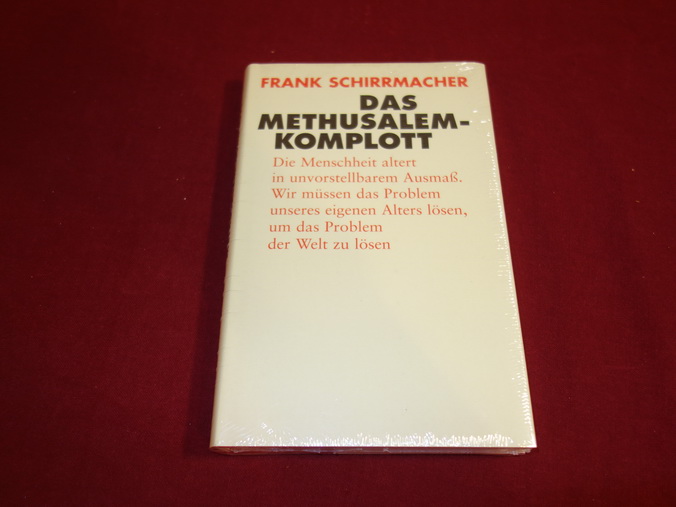 FRANK SCHIRRMACHER
DAS
METHUSALEM-
KOMPLOTT
Die Menschheit altert
in unvorstellbarem Ausmaß.
Wir müssen das Problem
unseres eigenen Alters lösen,
um das Problem
der Welt zu lösen